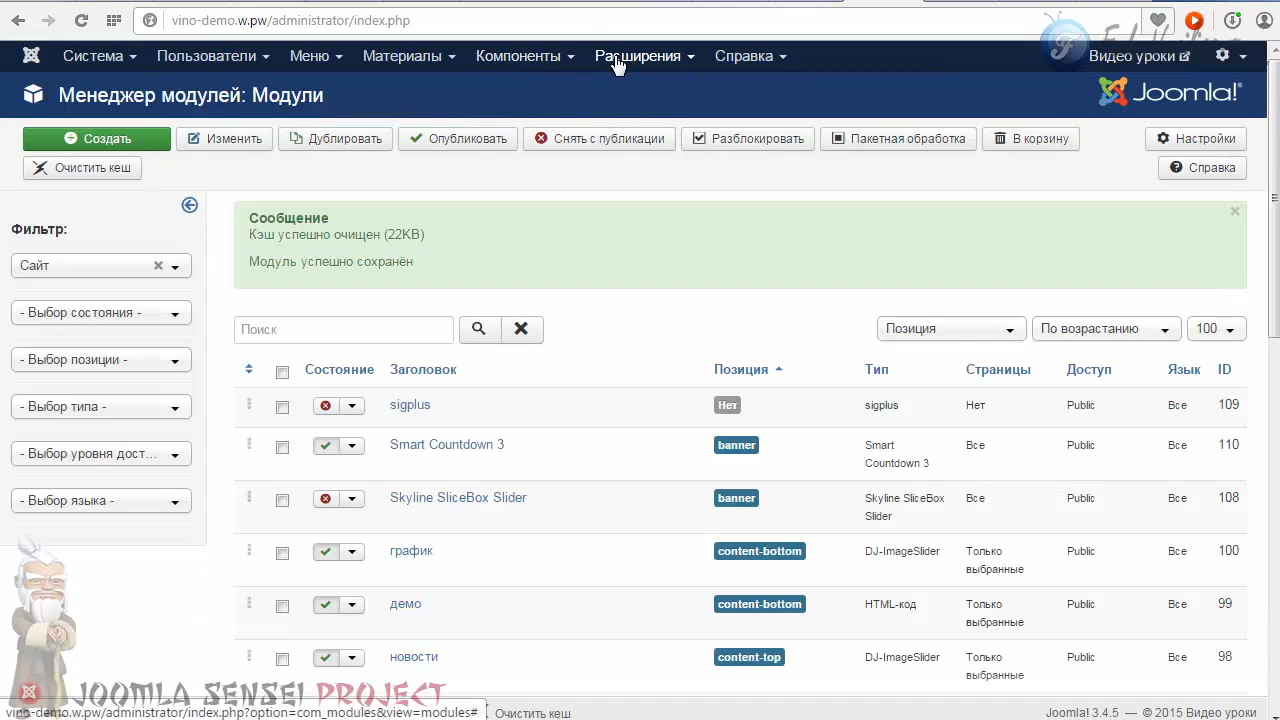 vino-demo.w.pw/administrator/index.php
Система Пользователи Меню Материалы Компоненты Расширения Справка Видео уроки
Менеджер модулей: Модули
Joomla!
Создать Изменить Дублировать Опубликовать Снять с публикации Разблокировать Пакетная обработка В корзину Настройки
Очистить кеш Справка
Фильтр:
Сайт
- Выбор состояния -
- Выбор позиции -
- Выбор типа -
- Выбор уровня дост...
- Выбор языка -
Сообщение
Кэш успешно очищен (22KB)
Модуль успешно сохранён
Поиск Позиция По возрастанию 100
Состояние Заголовок Позиция Тип Страницы Доступ Язык ID
sigplus Нет sigplus Нет Public Все 109
Smart Countdown 3 banner Smart Countdown 3 Все Public Все 110
Skyline SliceBox Slider banner Skyline SliceBox Slider Все Public Все 108
график content-bottom DJ-ImageSlider Только выбранные Public Все 100
демо content-bottom HTML-код Только выбранные Public Все 99
новости content-top DJ-ImageSlider Только выбранные Public Все 98
JOOMLA SENSEI PROJECT
vino-demo.w.pw/administrator/index.php?option=com_modules&view=modules# Очистить кеш Joomla! 3.4.5 — © 2015 Видео уроки